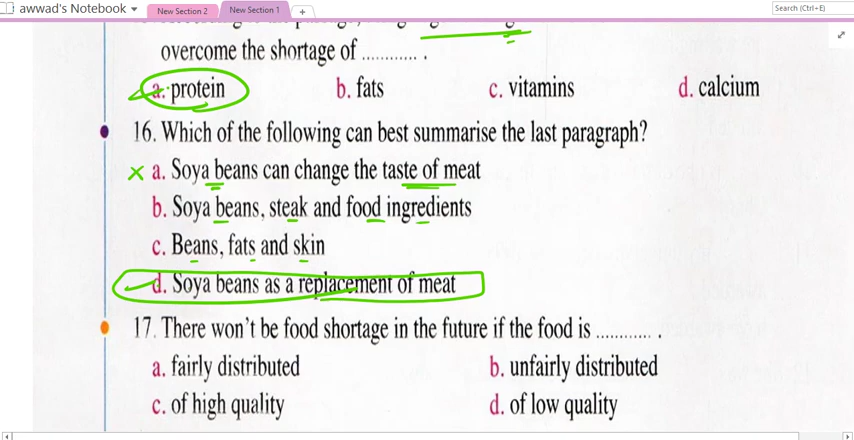 awwad's Notebook
New Section 2
New Section 1
+
Search (Ctrl+E)
overcome the shortage of ............ .
a. protein
b. fats
c. vitamins
d. calcium
16. Which of the following can best summarise the last paragraph?
a. Soya beans can change the taste of meat
b. Soya beans, steak and food ingredients
c. Beans, fats and skin
d. Soya beans as a replacement of meat
17. There won't be food shortage in the future if the food is ............ .
a. fairly distributed
b. unfairly distributed
c. of high quality
d. of low quality